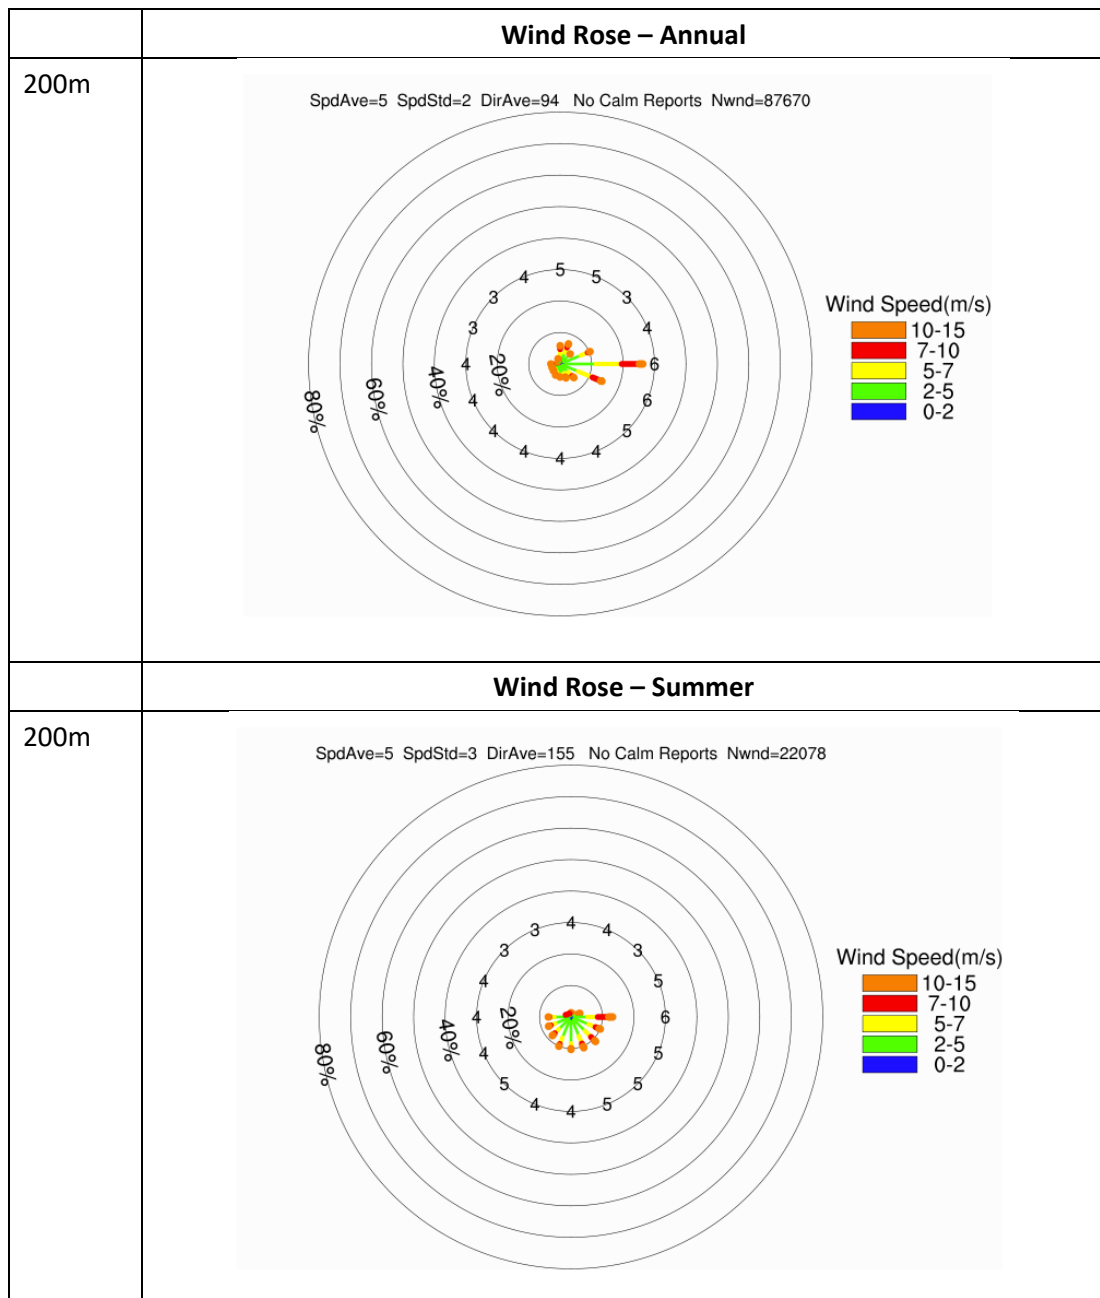 Wind Rose – Annual
200m
SpdAve=5 SpdStd=2 DirAve=94 No Calm Reports Nwnd=87670
4 5 5
3 3
3 4
4 6
4 6
4 5
4 4 4
20%
40%
60%
80%
Wind Speed(m/s)
10-15
7-10
5-7
2-5
0-2
Wind Rose – Summer
200m
SpdAve=5 SpdStd=3 DirAve=155 No Calm Reports Nwnd=22078
3 4 4
3 3
4 5
4 6
4 5
5 5
4 4 5
20%
40%
60%
80%
Wind Speed(m/s)
10-15
7-10
5-7
2-5
0-2